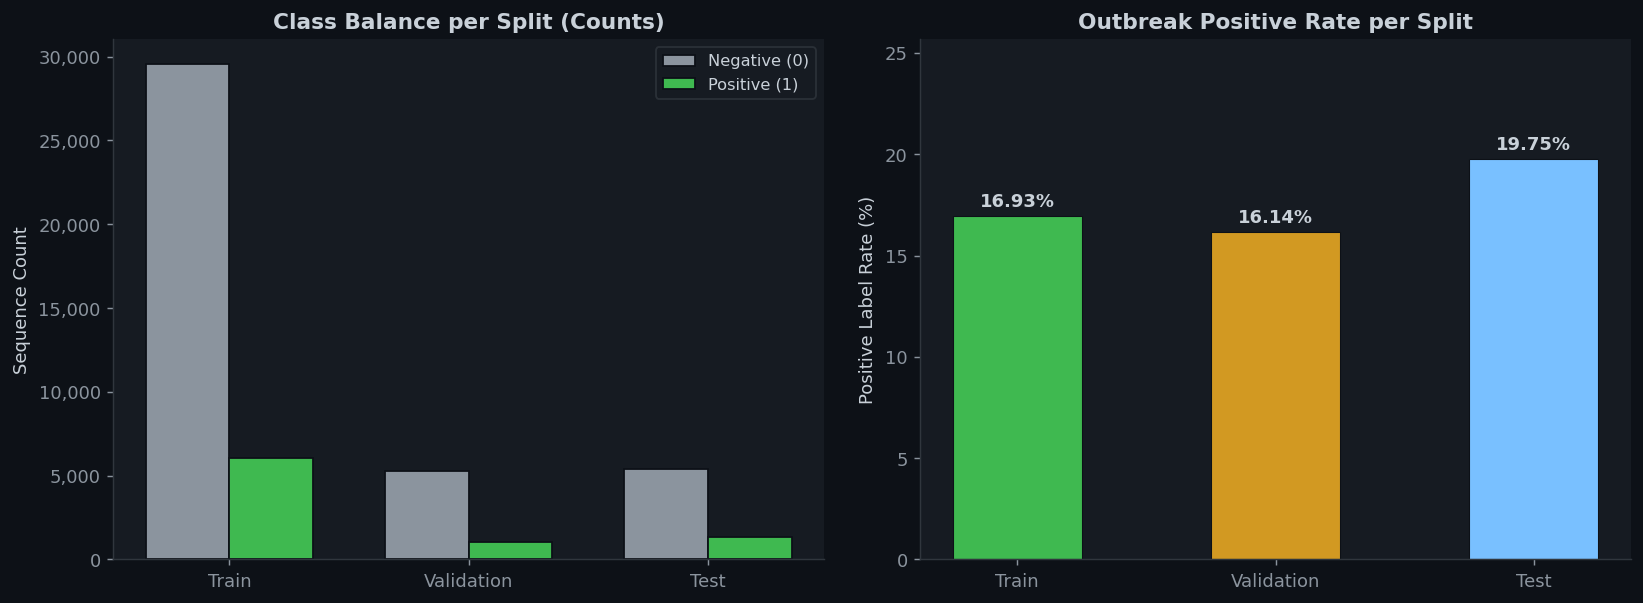 Class Balance per Split (Counts)
Sequence Count
30,000
25,000
20,000
15,000
10,000
5,000
0
Negative (0)
Positive (1)
Train
Validation
Test
Outbreak Positive Rate per Split
Positive Label Rate (%)
25
20
15
10
5
0
16.93%
16.14%
19.75%
Train
Validation
Test